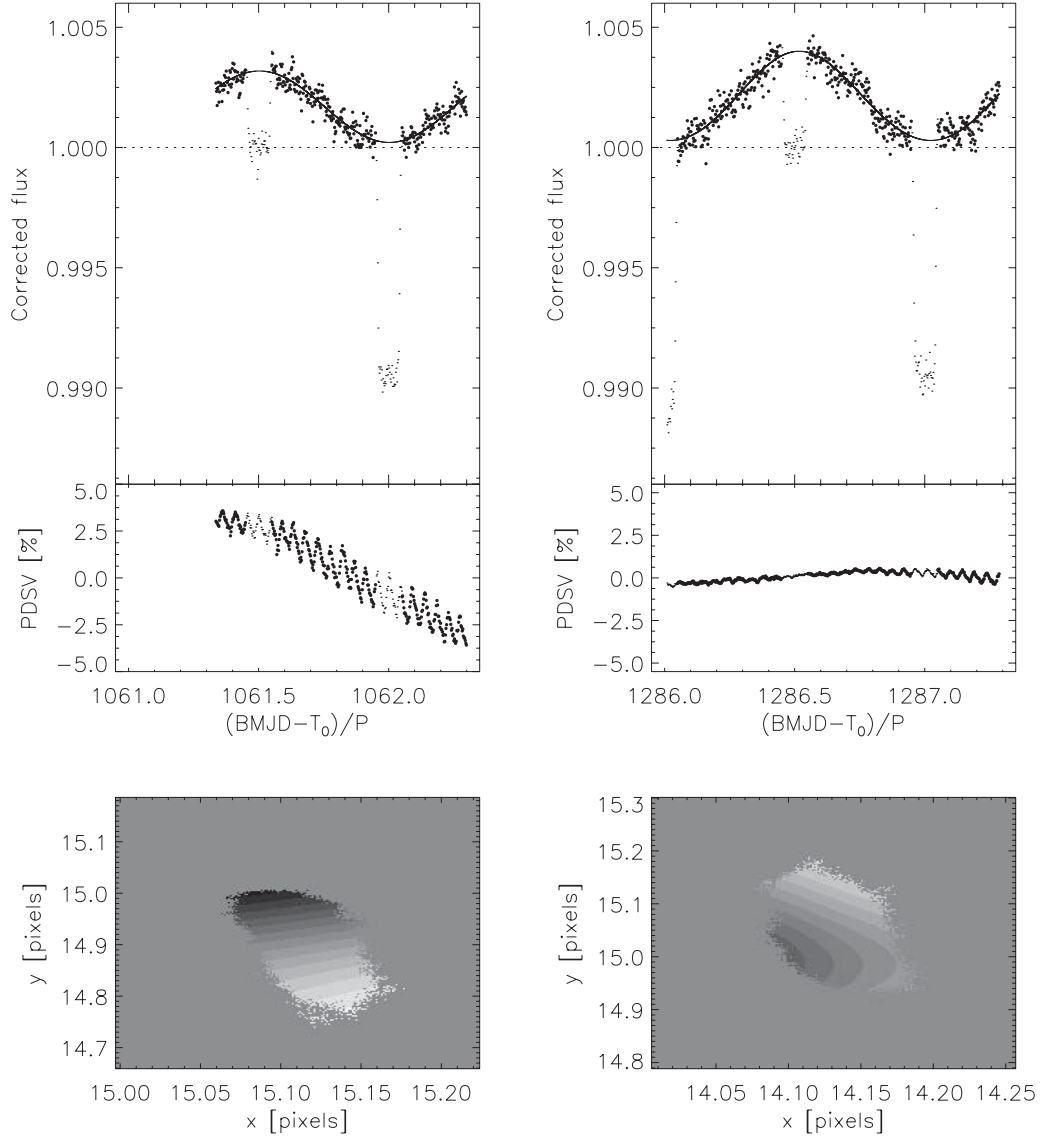 1.005
1.000
0.995
0.990
Corrected flux
5.0
2.5
0.0
−2.5
−5.0
PDSV [%]
1061.0 1061.5 1062.0
(BMJD−T0)/P
1.005
1.000
0.995
0.990
Corrected flux
5.0
2.5
0.0
−2.5
−5.0
PDSV [%]
1286.0 1286.5 1287.0
(BMJD−T0)/P
15.1
15.0
14.9
14.8
14.7
y [pixels]
15.00 15.05 15.10 15.15 15.20
x [pixels]
15.3
15.2
15.1
15.0
14.9
14.8
y [pixels]
14.05 14.10 14.15 14.20 14.25
x [pixels]